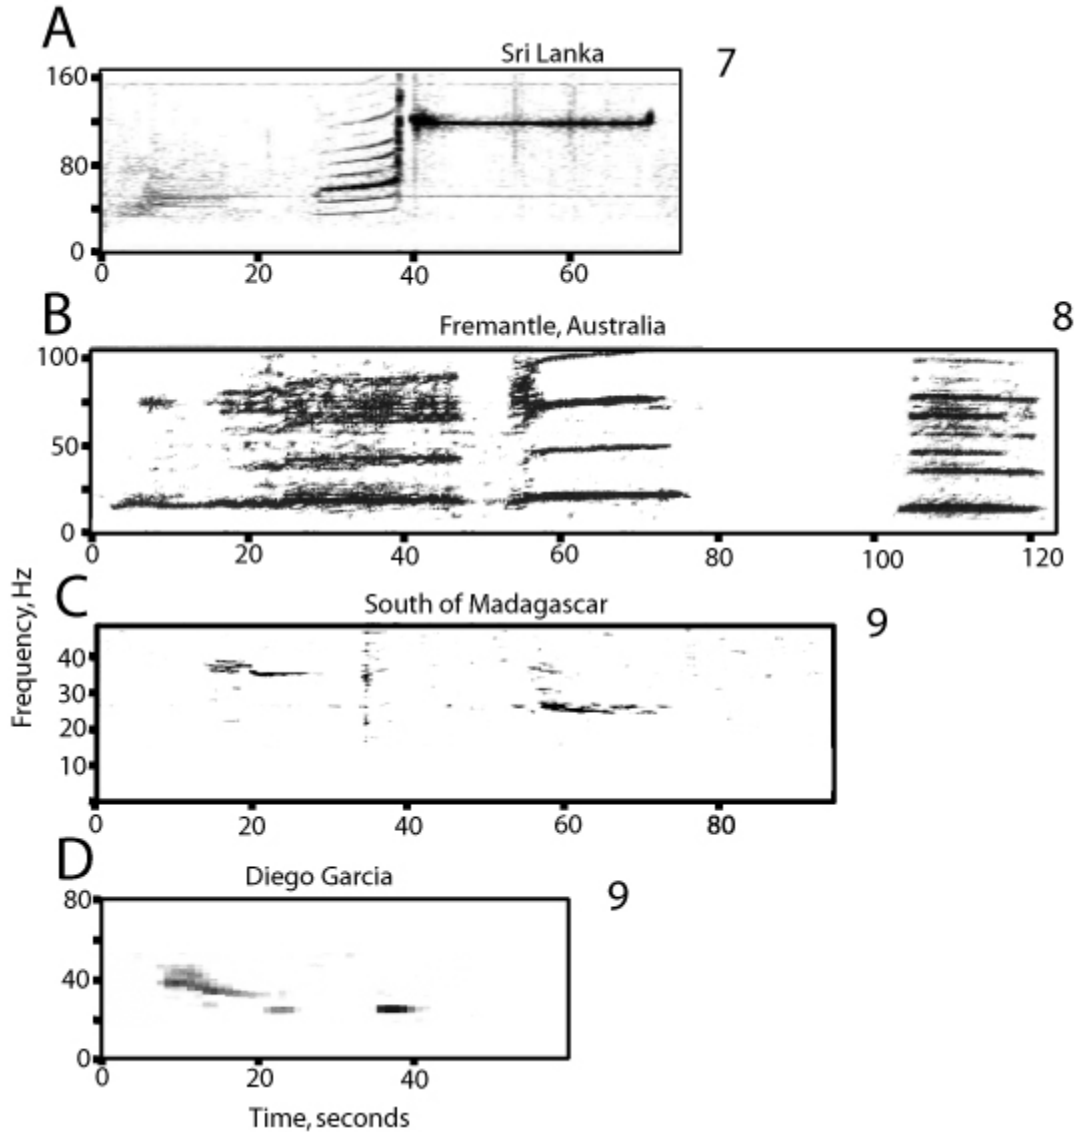 A
Sri Lanka
7
160
80
0
0 20 40 60
B
Fremantle, Australia
8
100
50
0
0 20 40 60 80 100 120
C
South of Madagascar
9
40
30
20
10
0 20 40 60 80
Frequency, Hz
D
Diego Garcia
9
80
40
0
0 20 40
Time, seconds